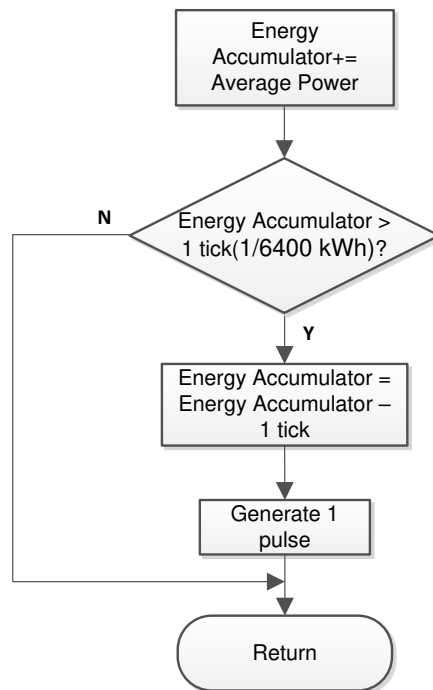 Energy
Accumulator+=
Average Power
N
Energy Accumulator >
1 tick(1/6400 kWh)?
Y
Energy Accumulator =
Energy Accumulator –
1 tick
Generate 1
pulse
Return